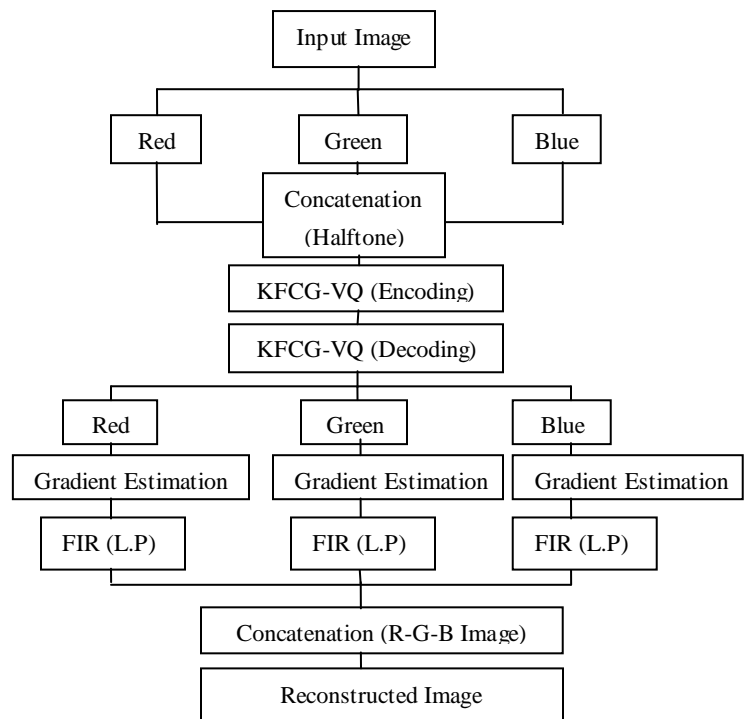 Input Image
Red
Green
Blue
Concatenation
(Halftone)
KFCG-VQ (Encoding)
KFCG-VQ (Decoding)
Red
Green
Blue
Gradient Estimation
Gradient Estimation
Gradient Estimation
FIR (L.P)
FIR (L.P)
FIR (L.P)
Concatenation (R-G-B Image)
Reconstructed Image